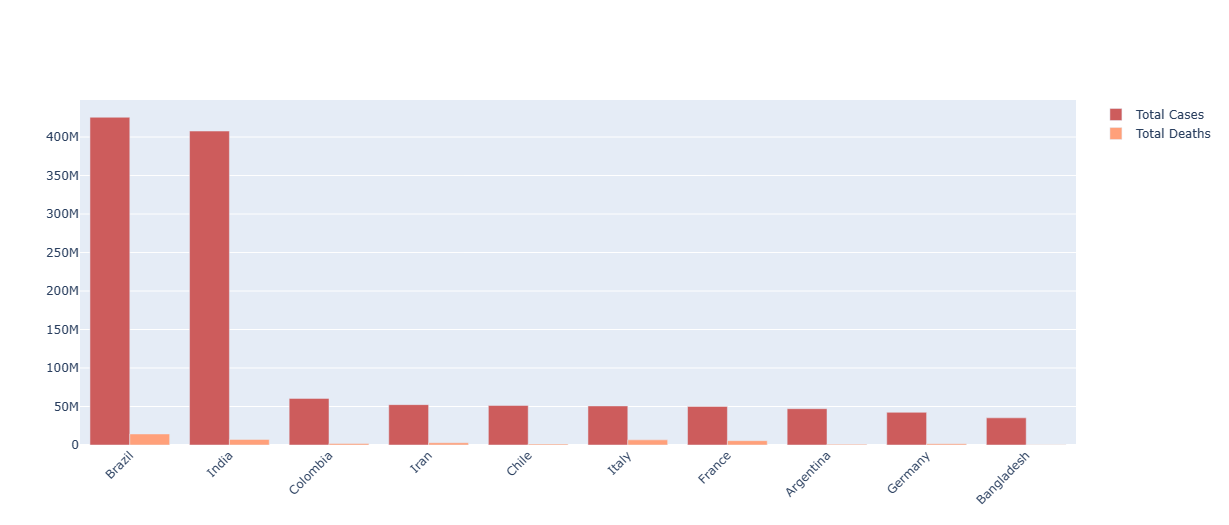 Total Cases
Total Deaths
400M
350M
300M
250M
200M
150M
100M
50M
0
Brazil
India
Colombia
Iran
Chile
Italy
France
Argentina
Germany
Bangladesh